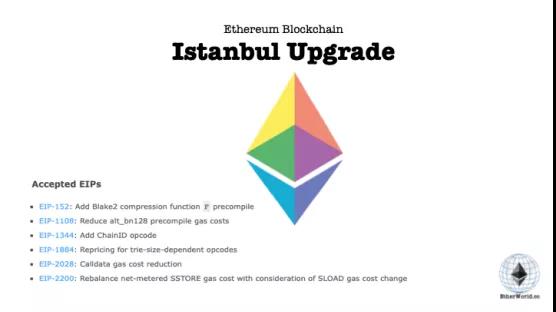 Ethereum Blockchain
Istanbul Upgrade
Accepted EIPs
EIP-152: Add Blake2 compression function F precompile
EIP-1108: Reduce alt_bn128 precompile gas costs
EIP-1344: Add ChainID opcode
EIP-1884: Repricing for trie-size-dependent opcodes
EIP-2028: Calldata gas cost reduction
EIP-2200: Rebalance net-metered SSTORE gas cost with consideration of SLOAD gas cost change
EtherWorld.co